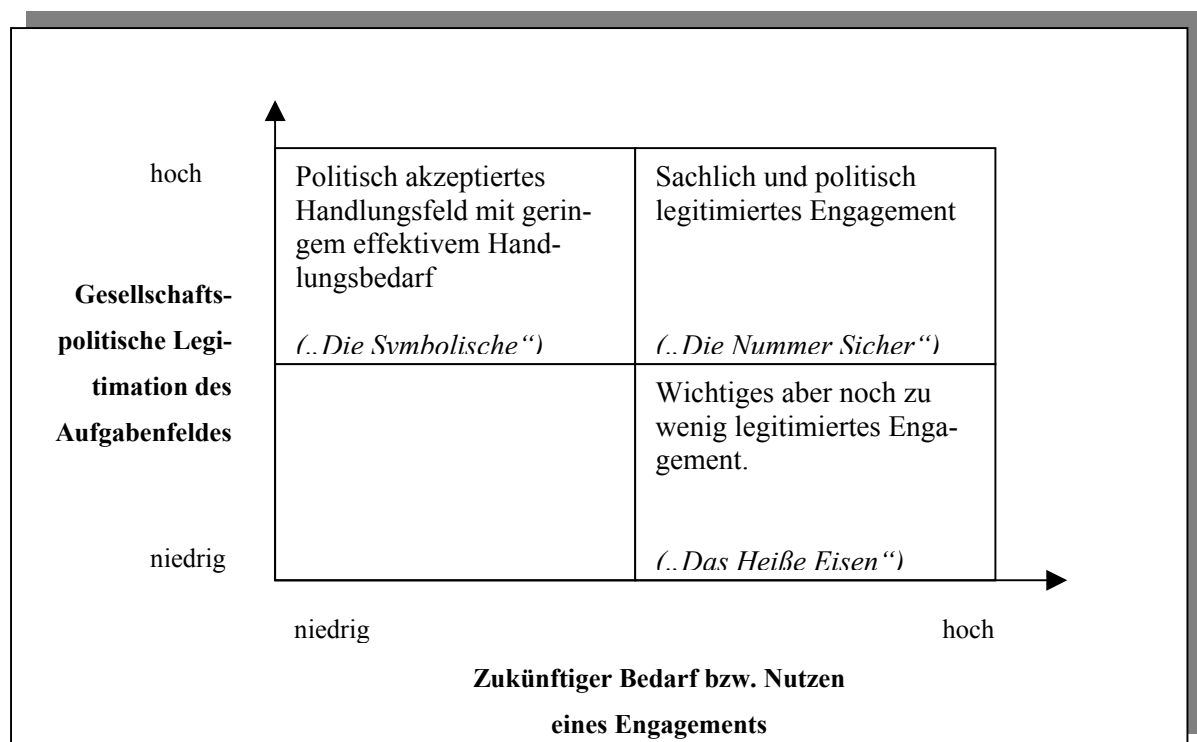 hoch
Politisch akzeptiertes
Handlungsfeld mit gerin-
gem effektivem Hand-
lungsbedarf
(„Die Symbolische“)
Sachlich und politisch
legitimiertes Engagement
(„Die Nummer Sicher“)
Gesellschafts-
politische Legi-
timation des
Aufgabenfeldes
Wichtiges aber noch zu
wenig legitimiertes Enga-
gement.
(„Das Heiße Eisen“)
niedrig
niedrig
hoch
Zukünftiger Bedarf bzw. Nutzen
eines Engagements